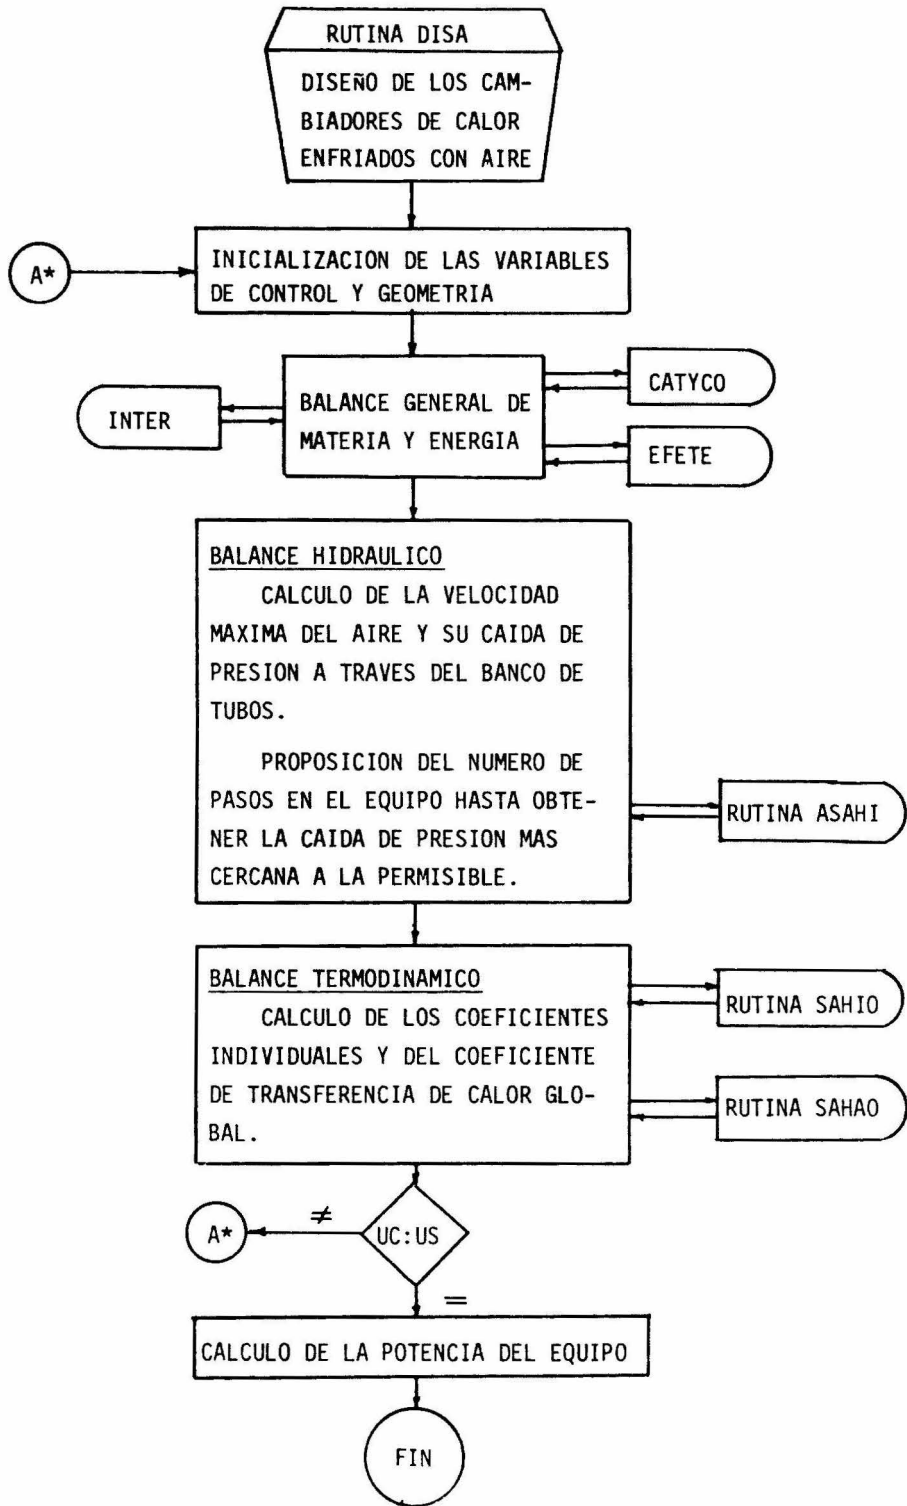 RUTINA DISA
DISEÑO DE LOS CAM-
BIADORES DE CALOR
ENFRIADOS CON AIRE
A*
INICIALIZACION DE LAS VARIABLES
DE CONTROL Y GEOMETRIA
INTER
BALANCE GENERAL DE
MATERIA Y ENERGIA
CATYCO
EFETE
BALANCE HIDRAULICO
CALCULO DE LA VELOCIDAD
MAXIMA DEL AIRE Y SU CAIDA DE
PRESION A TRAVES DEL BANCO DE
TUBOS.
PROPOSICION DEL NUMERO DE
PASOS EN EL EQUIPO HASTA OBTE-
NER LA CAIDA DE PRESION MAS
CERCANA A LA PERMISIBLE.
RUTINA ASAHI
BALANCE TERMODINAMICO
CALCULO DE LOS COEFICIENTES
INDIVIDUALES Y DEL COEFICIENTE
DE TRANSFERENCIA DE CALOR GLO-
BAL.
RUTINA SAHIO
RUTINA SAHAO
A*
≠
UC:US
=
CALCULO DE LA POTENCIA DEL EQUIPO
FIN